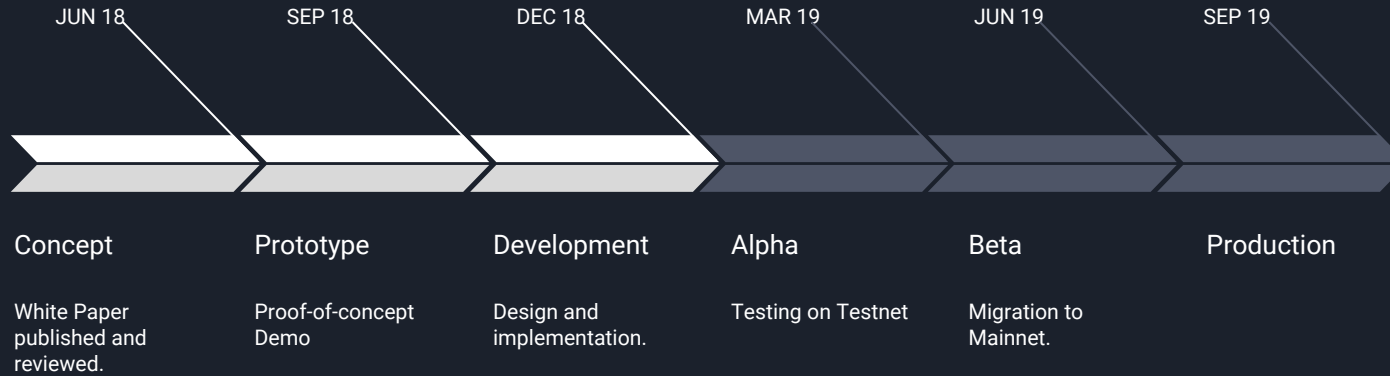 JUN 18
SEP 18
DEC 18
MAR 19
JUN 19
SEP 19
Concept
White Paper
published and
reviewed.
Prototype
Proof-of-concept
Demo
Development
Design and
implementation.
Alpha
Testing on Testnet
Beta
Migration to
Mainnet.
Production